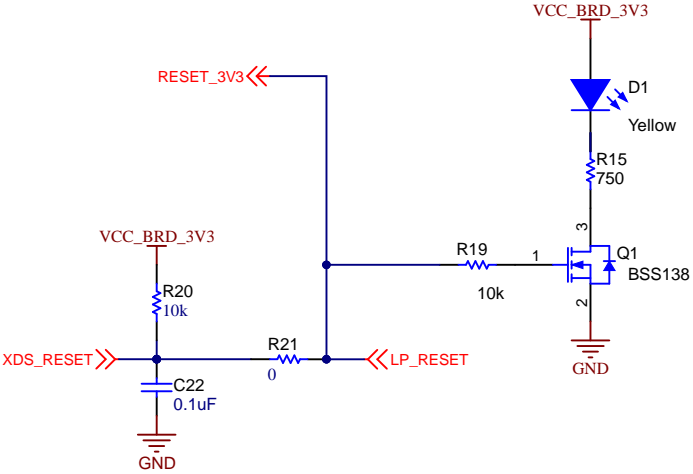 VCC_BRD_3V3
RESET_3V3
D1
Yellow
R15
750
3
VCC_BRD_3V3
R19
1
Q1
BSS138
10k
2
R20
10k
R21
XDS_RESET
LP_RESET
0
GND
C22
0.1uF
GND